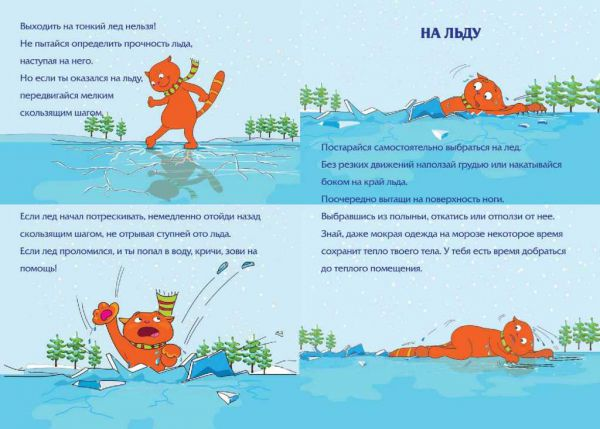 Выходить на тонкий лед нельзя!
Не пытайся определить прочность льда,
наступая на него.
Но если ты оказался на льду,
передвигайся мелким
скользящим шагом.
НА ЛЬДУ
Постарайся самостоятельно выбраться на лед.
Без резких движений наползай грудью или накатывайся
боком на край льда.
Поочередно вытащи на поверхность ноги.
Если лед начал потрескивать, немедленно отойди назад
скользящим шагом, не отрывая ступней ото льда.
Если лед проломился, и ты попал в воду, кричи, зови на
помощь!
Выбравшись из полыньи, откатись или отползи от нее.
Знай, даже мокрая одежда на морозе некоторое время
сохранит тепло твоего тела. У тебя есть время добраться
до теплого помещения.